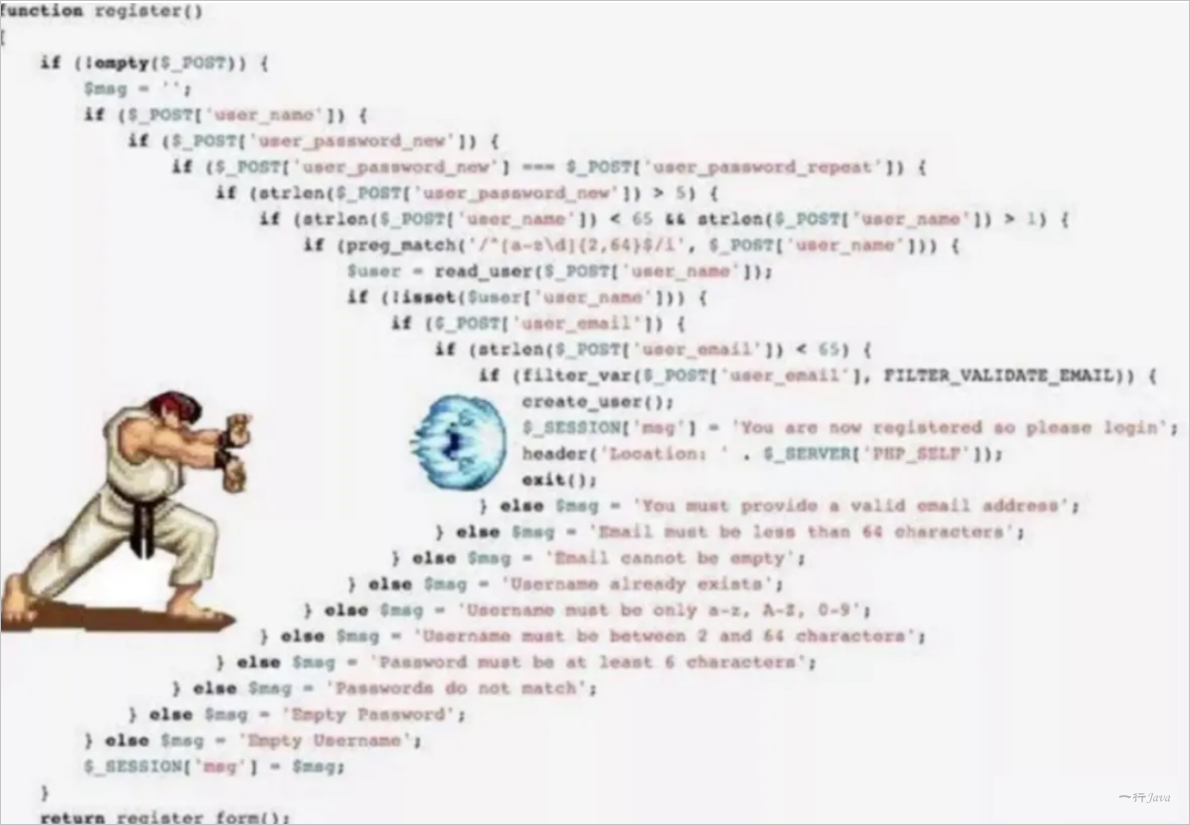 function register()
{
if (!empty($_POST)) {
$msg = '';
if ($_POST['user_name']) {
if ($_POST['user_password_new']) {
if ($_POST['user_password_new'] === $_POST['user_password_repeat']) {
if (strlen($_POST['user_password_new']) > 5) {
if (strlen($_POST['user_name']) < 65 && strlen($_POST['user_name']) > 1) {
if (preg_match('/^[a-z\d]{2,64}$/i', $_POST['user_name'])) {
$user = read_user($_POST['user_name']);
if (!isset($user['user_name'])) {
if ($_POST['user_email']) {
if (strlen($_POST['user_email']) < 65) {
if (filter_var($_POST['user_email'], FILTER_VALIDATE_EMAIL)) {
create_user();
$_SESSION['msg'] = 'You are now registered so please login';
header('Location: ' . $_SERVER['PHP_SELF']);
exit();
} else $msg = 'You must provide a valid email address';
} else $msg = 'Email must be less than 64 characters';
} else $msg = 'Email cannot be empty';
} else $msg = 'Username already exists';
} else $msg = 'Username must be only a-z, A-Z, 0-9';
} else $msg = 'Username must be between 2 and 64 characters';
} else $msg = 'Password must be at least 6 characters';
} else $msg = 'Passwords do not match';
} else $msg = 'Empty Password';
} else $msg = 'Empty Username';
$_SESSION['msg'] = $msg;
}
return register_form();
一行Java